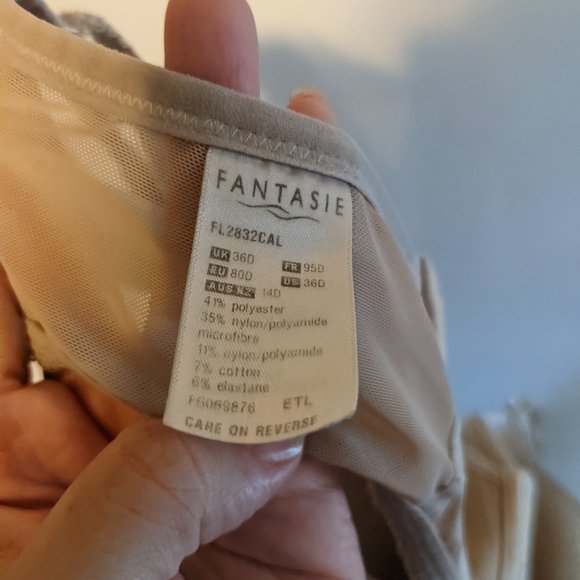 FANTASIE
FL2832CAL
UK 36D FR 95D
EU 80D US 36D
AUS NZ 14D
41% polyester
35% nylon/polyamide
microfibre
11% nylon/polyamide
7% cotton
6% elastane
FG069876 ETL
CARE ON REVERSE